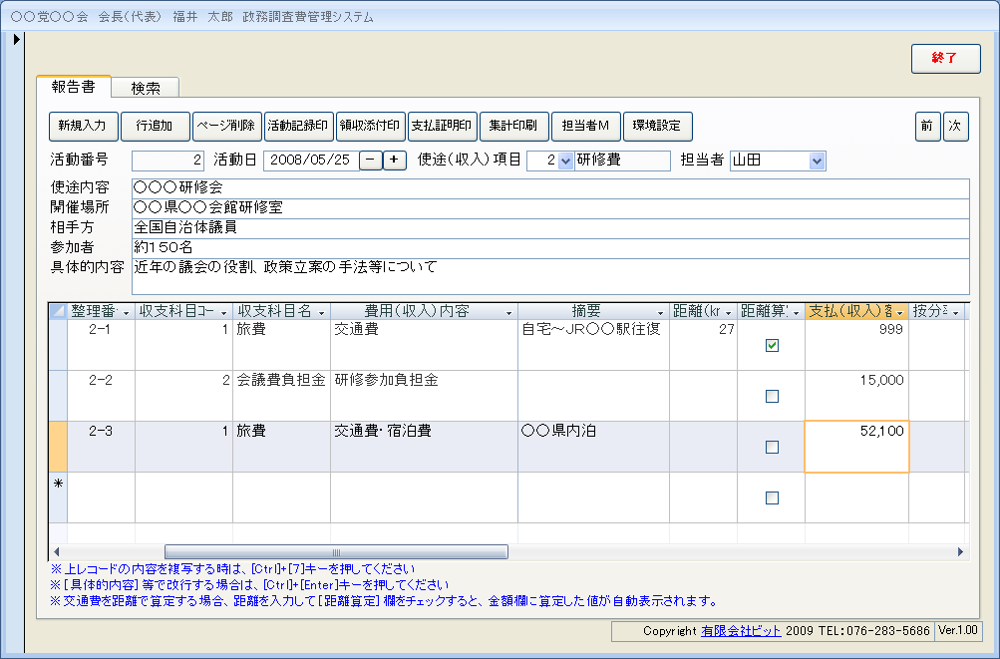 ○○党○○会 会長(代表) 福井 太郎 政務調査費管理システム
終了
報告書 検索
新規入力 行追加 ページ削除 活動記録印 領収添付印 支払証明印 集計印刷 担当者M 環境設定 前 次
活動番号 2 活動日 2008/05/25 － + 使途(収入)項目 2 研修費 担当者 山田
使途内容 ○○○研修会
開催場所 ○○県○○会館研修室
相手方 全国自治体議員
参加者 約150名
具体的内容 近年の議会の役割、政策立案の手法等について
整理番 収支科目コー 収支科目名 費用(収入)内容 摘要 距離(kr 距離算 支払(収入)客 按分
2-1 1 旅費 交通費 自宅～JR○○駅往復 27 999
2-2 2 会議費負担金 研修参加負担金 15,000
2-3 1 旅費 交通費・宿泊費 ○○県内泊 52,100
*
※上レコードの内容を複写する時は、[Ctrl]+[7]キーを押してください
※[具体的内容]等で改行する場合は、[Ctrl]+[Enter]キーを押してください
※交通費を距離で算定する場合、距離を入力して[距離算定]欄をチェックすると、金額欄に算定した値が自動表示されます。
Copyright 有限会社ビット 2009 TEL:076-283-5686 Ver.1.00